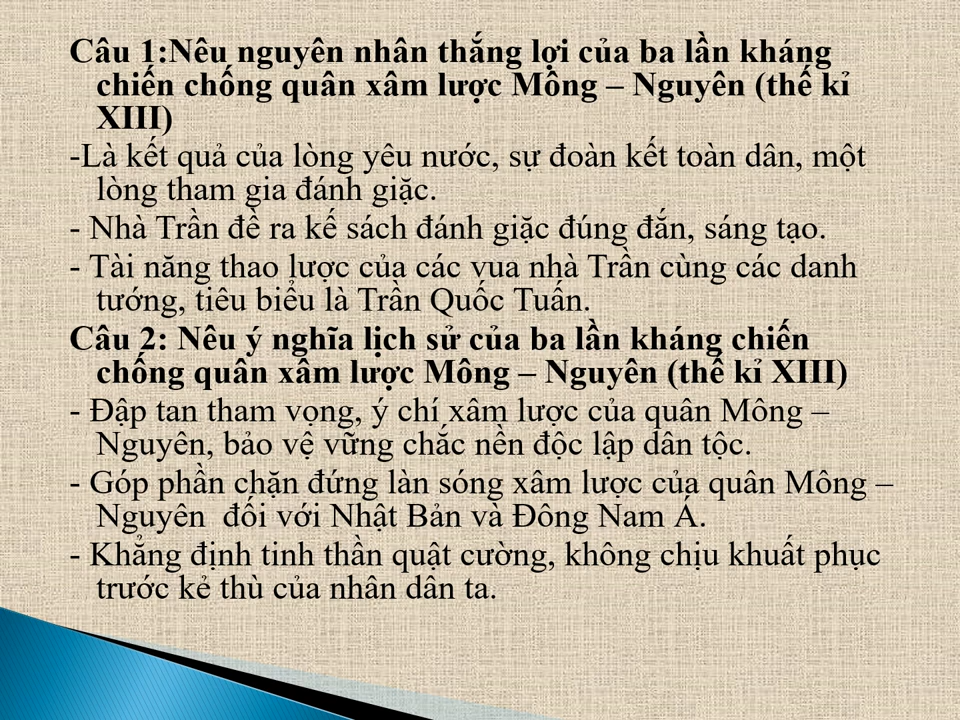 Câu 1:Nêu nguyên nhân thắng lợi của ba lần kháng
chiến chống quân xâm lược Mông – Nguyên (thế kỉ
XIII)
-Là kết quả của lòng yêu nước, sự đoàn kết toàn dân, một
lòng tham gia đánh giặc.
- Nhà Trần đề ra kế sách đánh giặc đúng đắn, sáng tạo.
- Tài năng thao lược của các vua nhà Trần cùng các danh
tướng, tiêu biểu là Trần Quốc Tuấn.
Câu 2: Nêu ý nghĩa lịch sử của ba lần kháng chiến
chống quân xâm lược Mông – Nguyên (thế kỉ XIII)
- Đập tan tham vọng, ý chí xâm lược của quân Mông –
Nguyên, bảo vệ vững chắc nền độc lập dân tộc.
- Góp phần chặn đứng làn sóng xâm lược của quân Mông –
Nguyên  đối với Nhật Bản và Đông Nam Á.
- Khẳng định tinh thần quật cường, không chịu khuất phục
trước kẻ thù của nhân dân ta.